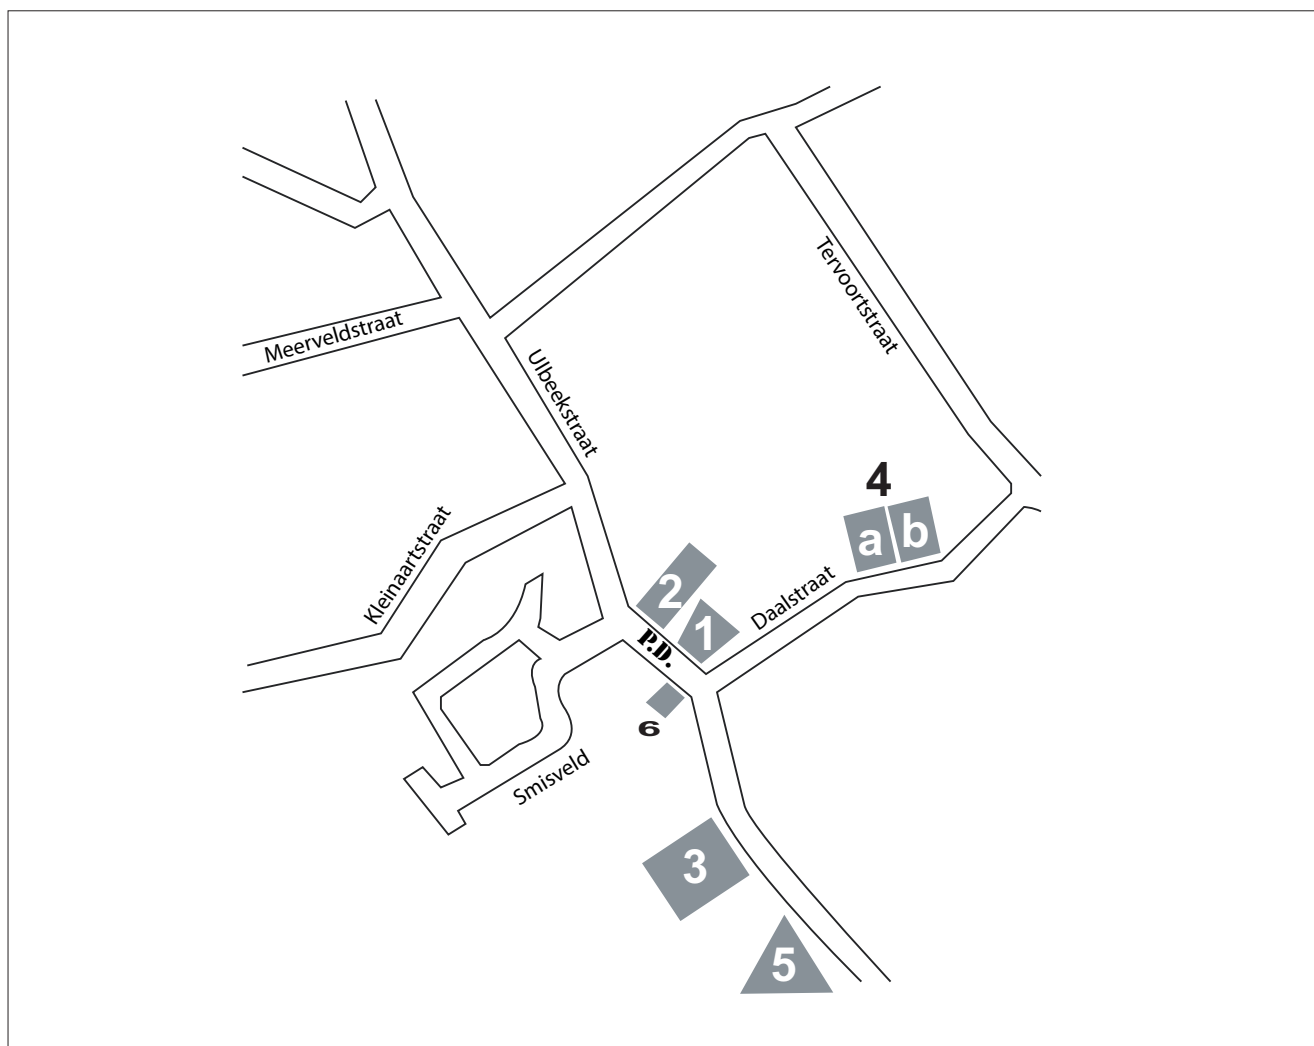 Tervoortstraat
Meerveldstraat
Ulbeekstraat
4
a b
Kleinaartstraat
2
Daalstraat
1
P.D.
6
Smisveld
3
5